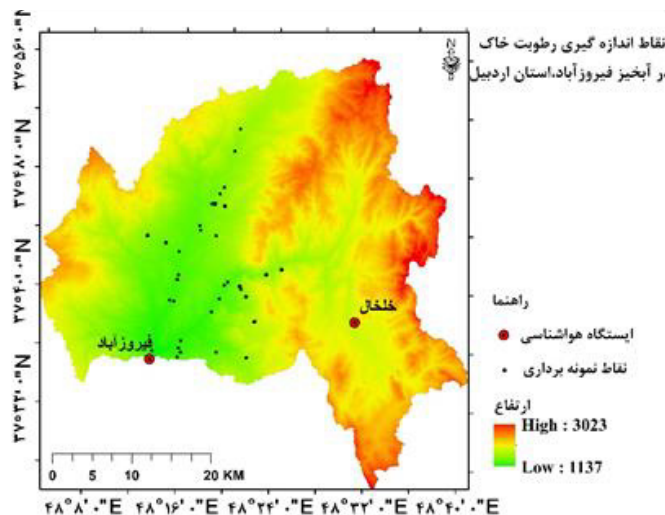 نقاط اندازه گیری رطوبت خاک
ر آبخیز فیروزآباد،استان اردبیل
N
۳۷°۵۶'۰"N
۳۷°۴۸'۰"N
۳۷°۴۰'۰"N
۳۷°۳۲'۰"N
خلخال
فیروزآباد
راهنما
ایستگاه هواشناسی
نقاط نمونه برداری
ارتفاع
High : 3023
Low : 1137
0 5 10 20 KM
۴۸°۸'۰"E ۴۸°۱۶'۰"E ۴۸°۲۴'۰"E ۴۸°۳۲'۰"E ۴۸°۴۰'۰"E